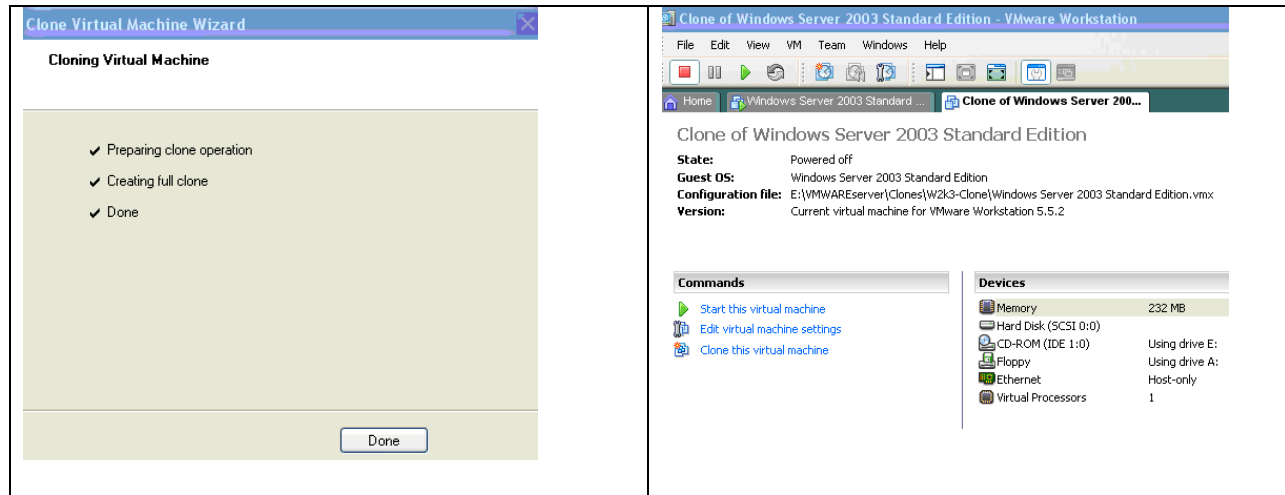 Clone Virtual Machine Wizard
Cloning Virtual Machine
Preparing clone operation
Creating full clone
Done
Done
Clone of Windows Server 2003 Standard Edition - VMware Workstation
File Edit View VM Team Windows Help
Home Windows Server 2003 Standard ... Clone of Windows Server 200...
Clone of Windows Server 2003 Standard Edition
State: Powered off
Guest OS: Windows Server 2003 Standard Edition
Configuration file: E:\VMWAREserver\Clones\W2k3-Clone\Windows Server 2003 Standard Edition.vmx
Version: Current virtual machine for VMware Workstation 5.5.2
Commands
Start this virtual machine
Edit virtual machine settings
Clone this virtual machine
Devices
Memory 232 MB
Hard Disk (SCSI 0:0)
CD-ROM (IDE 1:0) Using drive E:
Floppy Using drive A:
Ethernet Host-only
Virtual Processors 1